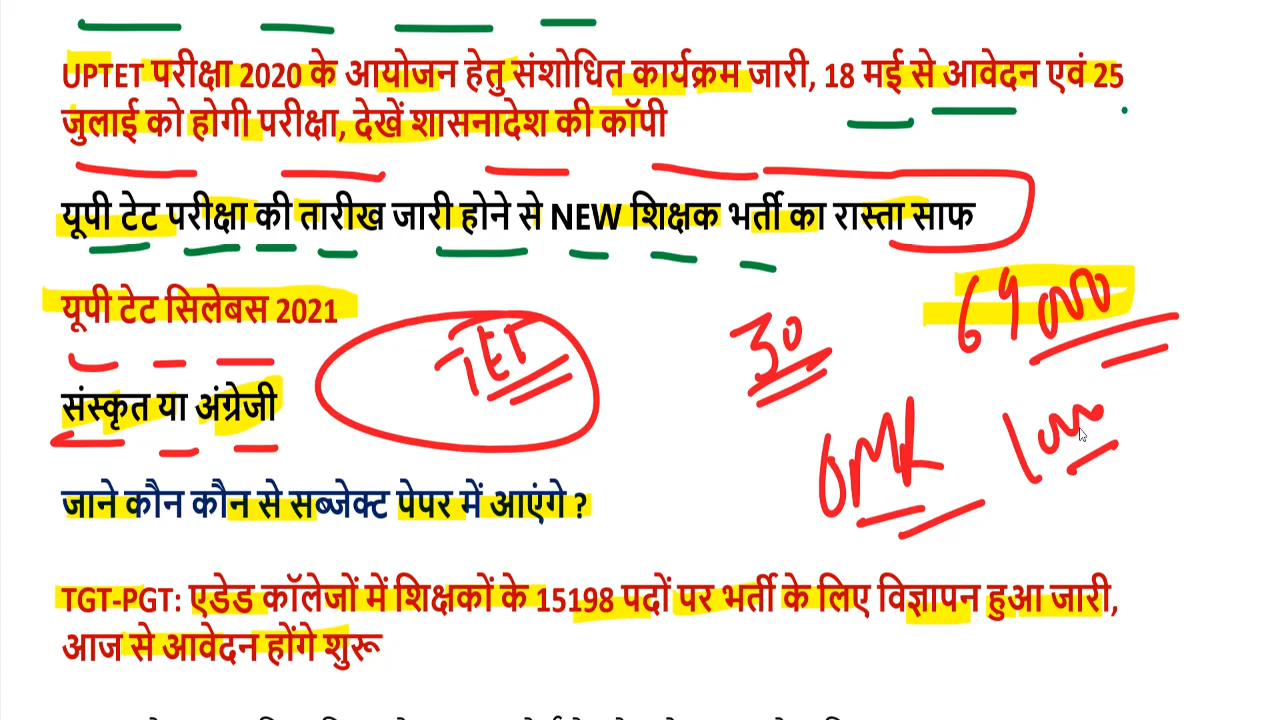 UPTET परीक्षा 2020 के आयोजन हेतु संशोधित कार्यक्रम जारी, 18 मई से आवेदन एवं 25
जुलाई को होगी परीक्षा, देखें शासनादेश की कॉपी
यूपी टेट परीक्षा की तारीख जारी होने से NEW शिक्षक भर्ती का रास्ता साफ
यूपी टेट सिलेबस 2021
69000
TET
30
संस्कृत या अंग्रेजी
OMR
1000
जाने कौन कौन से सब्जेक्ट पेपर में आएंगे ?
TGT-PGT: एडेड कॉलेजों में शिक्षकों के 15198 पदों पर भर्ती के लिए विज्ञापन हुआ जारी,
आज से आवेदन होंगे शुरू